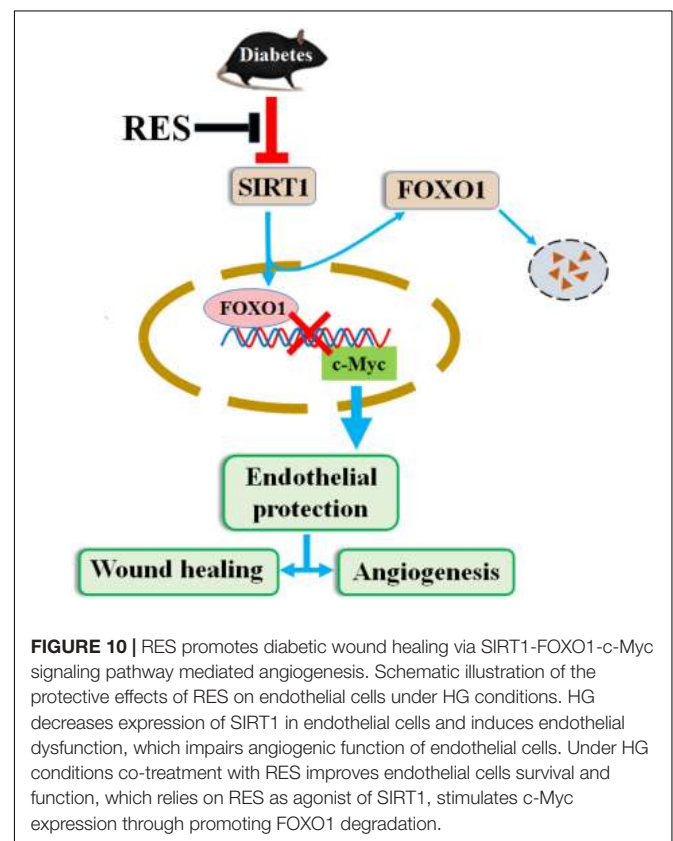 Diabetes
RES
SIRT1
FOXO1
FOXO1
c-Myc
Endothelial
protection
Wound healing
Angiogenesis
FIGURE 10 | RES promotes diabetic wound healing via SIRT1-FOXO1-c-Myc
signaling pathway mediated angiogenesis. Schematic illustration of the
protective effects of RES on endothelial cells under HG conditions. HG
decreases expression of SIRT1 in endothelial cells and induces endothelial
dysfunction, which impairs angiogenic function of endothelial cells. Under HG
conditions co-treatment with RES improves endothelial cells survival and
function, which relies on RES as agonist of SIRT1, stimulates c-Myc
expression through promoting FOXO1 degradation.